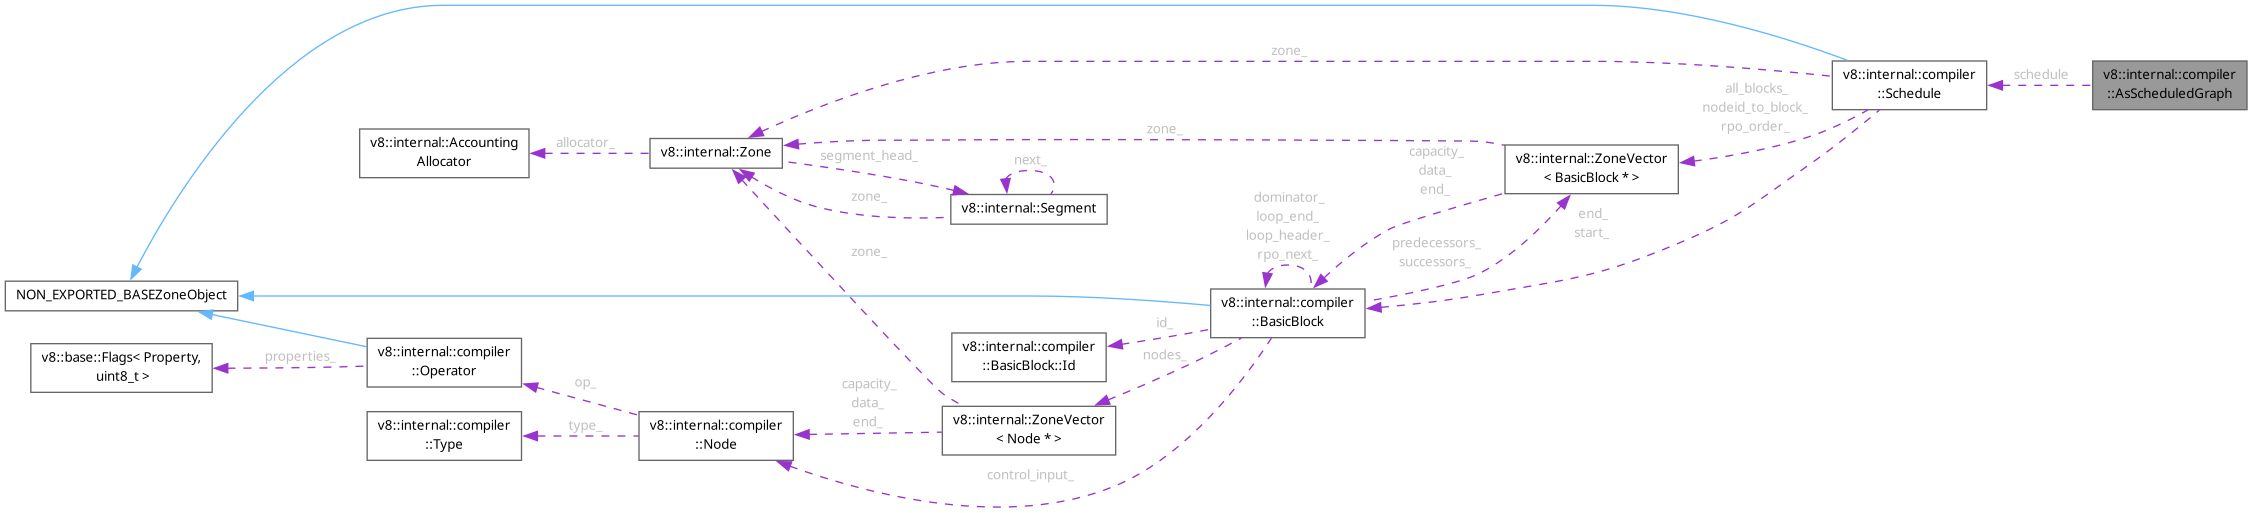 zone_
v8::internal::compiler
::Schedule
schedule
v8::internal::compiler
::AsScheduledGraph
all_blocks_
nodeid_to_block_
rpo_order_
v8::internal::Accounting
Allocator
allocator_
v8::internal::Zone
zone_
segment_head_
next_
capacity_
data_
end_
v8::internal::ZoneVector
< BasicBlock * >
zone_
v8::internal::Segment
dominator_
loop_end_
loop_header_
rpo_next_
end_
start_
predecessors_
successors_
zone_
NON_EXPORTED_BASEZoneObject
v8::internal::compiler
::BasicBlock
id_
v8::internal::compiler
::BasicBlock::Id
nodes_
v8::base::Flags< Property,
uint8_t >
properties_
v8::internal::compiler
::Operator
op_
capacity_
data_
end_
v8::internal::compiler
::Type
type_
v8::internal::compiler
::Node
v8::internal::ZoneVector
< Node * >
control_input_